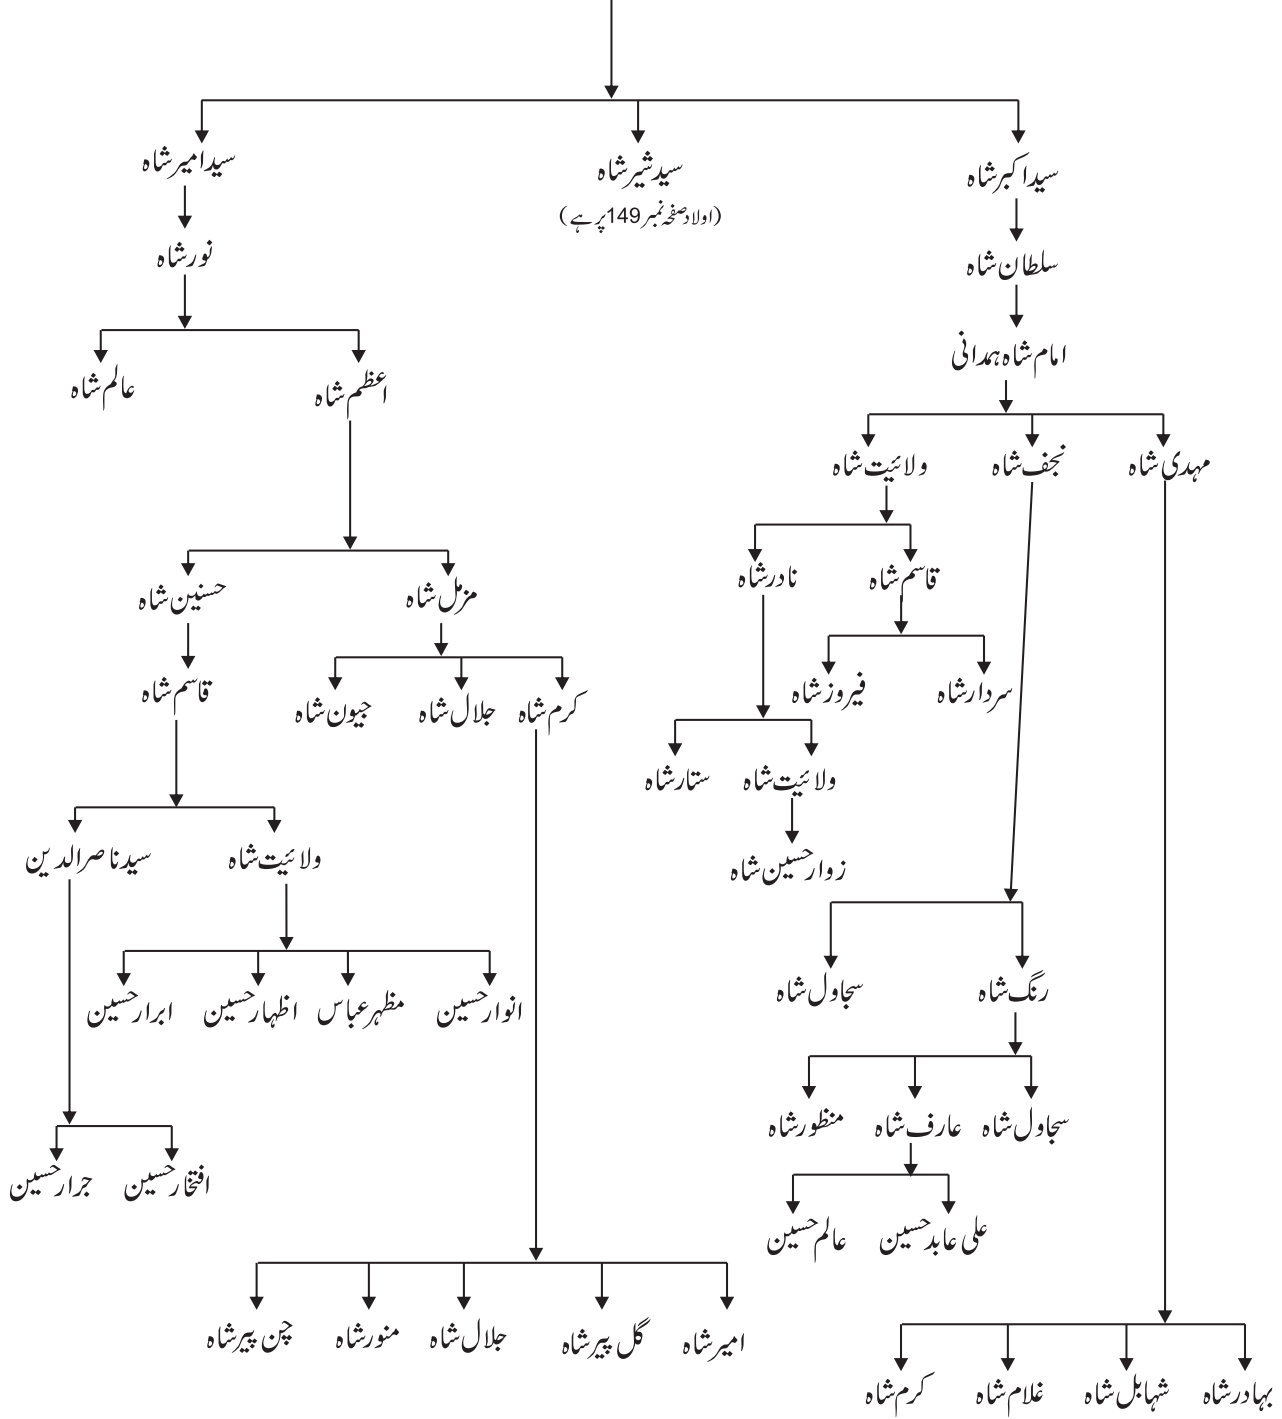 سید اکبر شاہ
سید شیر شاہ
سید امیر شاہ
(اولاد صفحہ نمبر 149 پر ہے)
سلطان شاہ
نور شاہ
امام شاہ ہمدانی
اعظم شاہ
عالم شاہ
مہدی شاہ
نجف شاہ
ولائیت شاہ
قاسم شاہ
نادر شاہ
مزمل شاہ
حسنین شاہ
سردار شاہ
فیروز شاہ
کرم شاہ
جلال شاہ
جیون شاہ
قاسم شاہ
ولائیت شاہ
ستار شاہ
زوار حسین شاہ
ولائیت شاہ
سید ناصر الدین
رنگ شاہ
سجاول شاہ
انوار حسین
مظہر عباس
اظہار حسین
ابرار حسین
سجاول شاہ
عارف شاہ
منظور شاہ
افتخار حسین
جرار حسین
علی عابد حسین
عالم حسین
امیر شاہ
گل پیر شاہ
جلال شاہ
منور شاہ
چن پیر شاہ
بہادر شاہ
شہابل شاہ
غلام شاہ
کرم شاہ